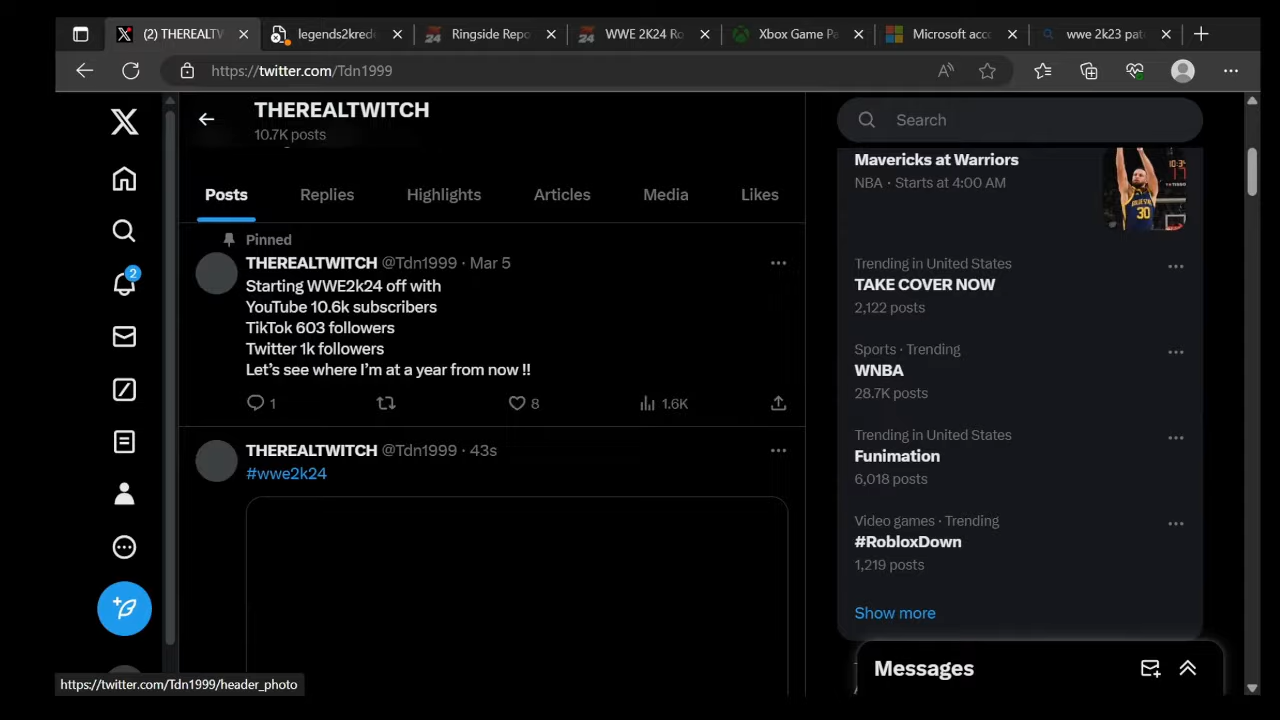 (2) THEREALTW
legends2kred
Ringside Repo
WWE 2K24 Ro
Xbox Game Pa
Microsoft acc
wwe 2k23 pat
https://twitter.com/Tdn1999
THEREALTWITCH
10.7K posts
Posts
Replies
Highlights
Articles
Media
Likes
Pinned
THEREALTWITCH @Tdn1999 · Mar 5
Starting WWE2k24 off with
YouTube 10.6k subscribers
TikTok 603 followers
Twitter 1k followers
Let's see where I'm at a year from now !!
1
8
1.6K
THEREALTWITCH @Tdn1999 · 43s
#wwe2k24
2
Search
Mavericks at Warriors
NBA · Starts at 4:00 AM
30
Trending in United States
TAKE COVER NOW
2,122 posts
Sports · Trending
WNBA
28.7K posts
Trending in United States
Funimation
6,018 posts
Video games · Trending
#RobloxDown
1,219 posts
Show more
Messages
https://twitter.com/Tdn1999/header_photo